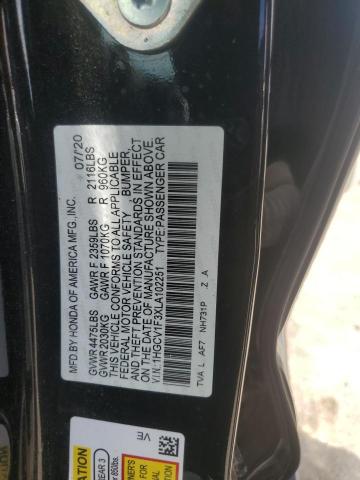 MFD BY HONDA OF AMERICA MFG., INC. 07/'20
GVWR 4475LBS GAWR F 2359LBS R 2116LBS
GVWR 2030KG GAWR F 1070KG R 960KG
THIS VEHICLE CONFORMS TO ALL APPLICABLE
FEDERAL MOTOR VEHICLE SAFETY, BUMPER,
AND THEFT PREVENTION STANDARDS IN EFFECT
ON THE DATE OF MANUFACTURE SHOWN ABOVE.
V.I.N.: 1HGCV1F3XLA102251 TYPE: PASSENGER CAR
TVA L AF7 NH731P Z A
VE
REAR 3